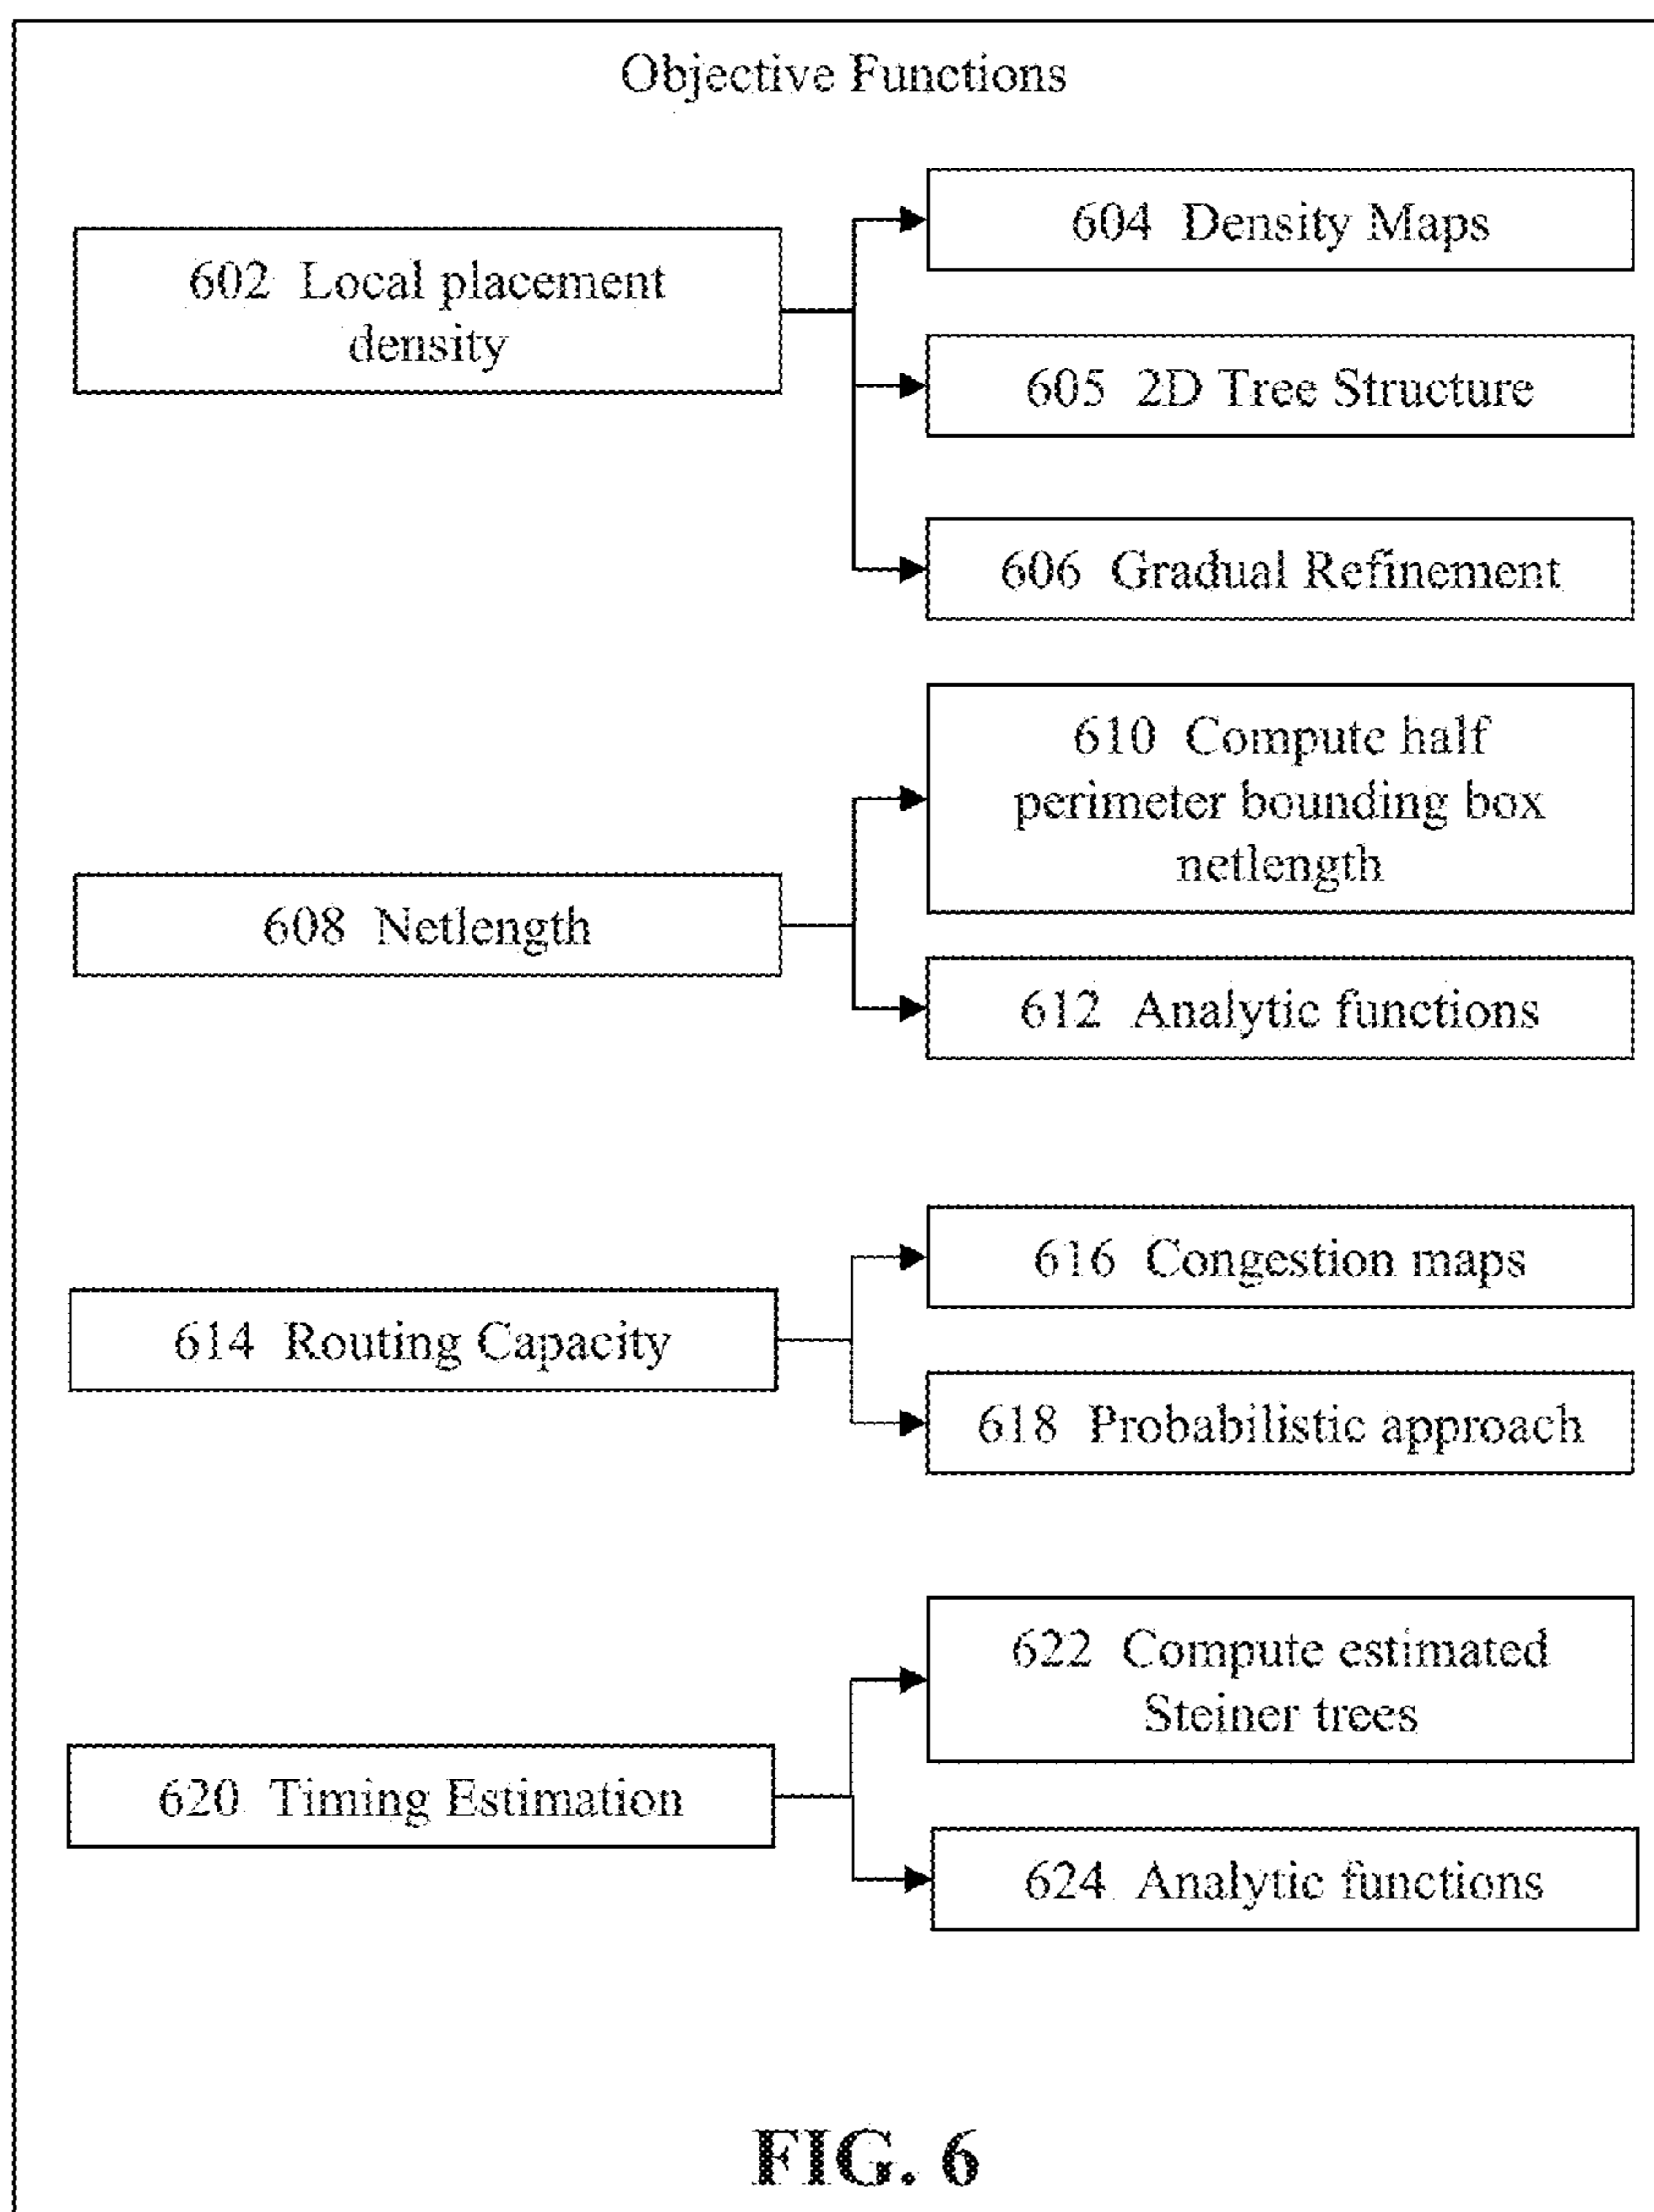 Objective Functions
602 Local placement
density
604 Density Maps
605 2D Tree Structure
606 Gradual Refinement
608 Netlength
610 Compute half
perimeter bounding box
netlength
612 Analytic functions
614 Routing Capacity
616 Congestion maps
618 Probabilistic approach
620 Timing Estimation
622 Compute estimated
Steiner trees
624 Analytic functions
FIG. 6